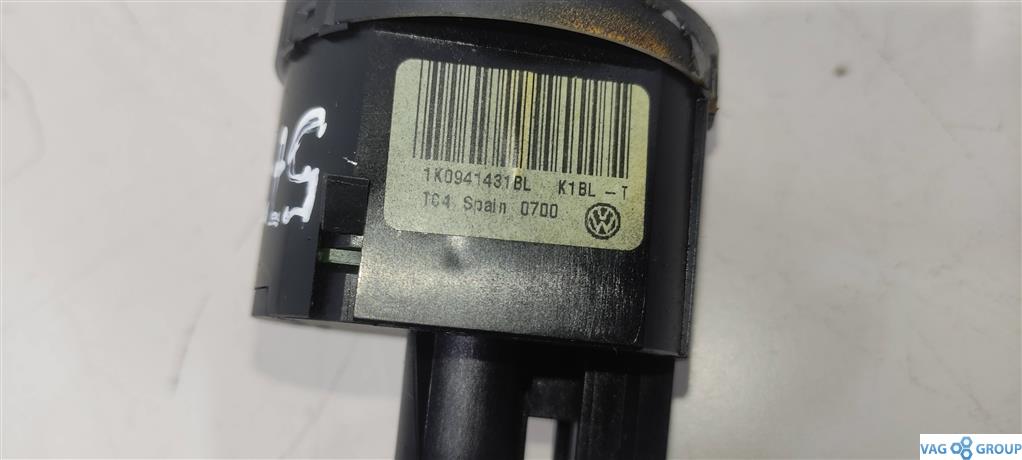 1K0941431BL K1BL - T
TC4 Spain 0700
VAG GROUP